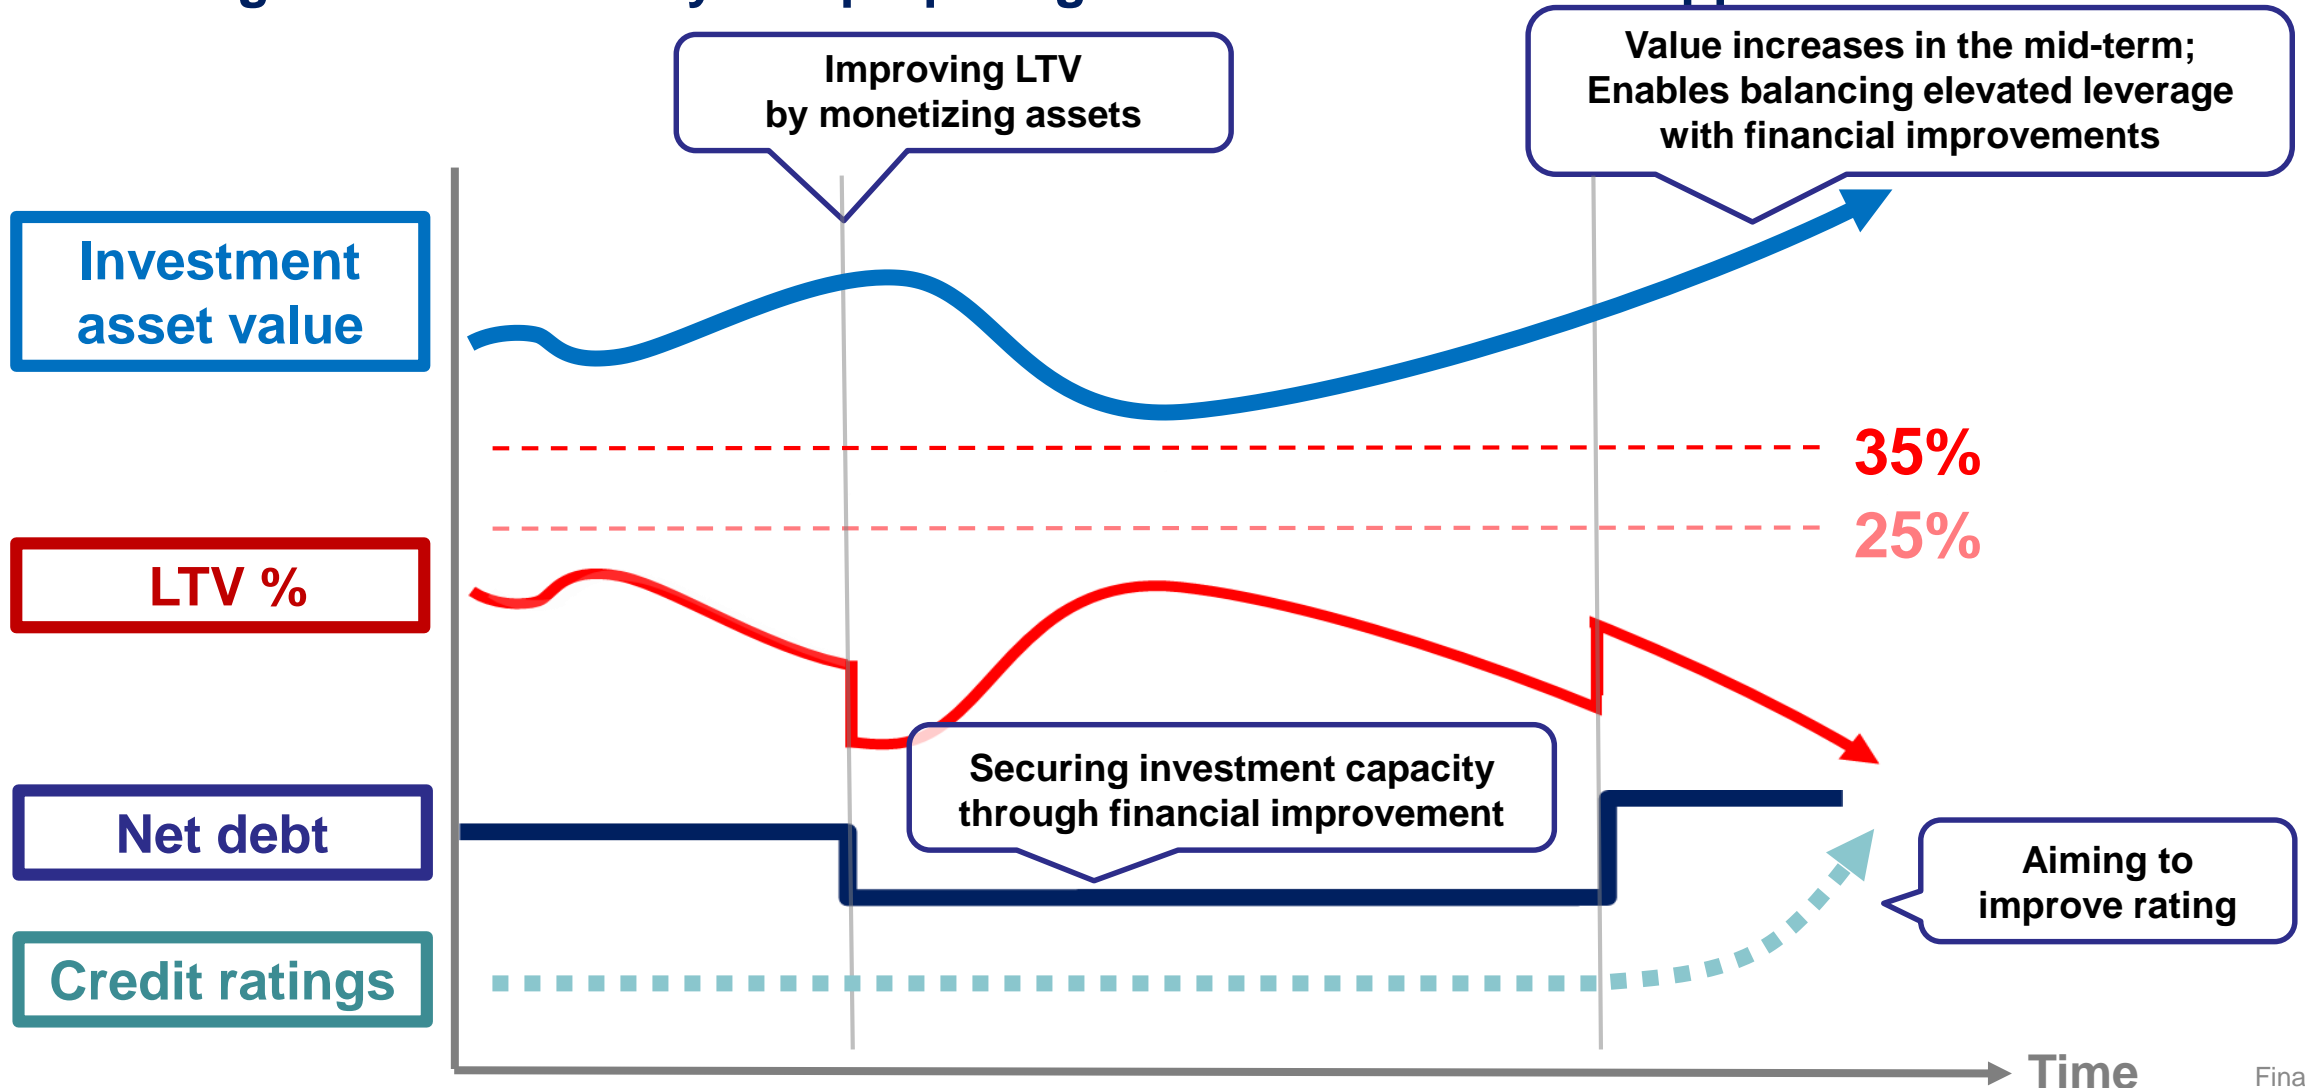 Improving LTV
by monetizing assets
Value increases in the mid-term;
Enables balancing elevated leverage
with financial improvements
Investment
asset value
35%
25%
LTV %
Securing investment capacity
through financial improvement
Net debt
Aiming to
improve rating
Credit ratings
Time
Fina